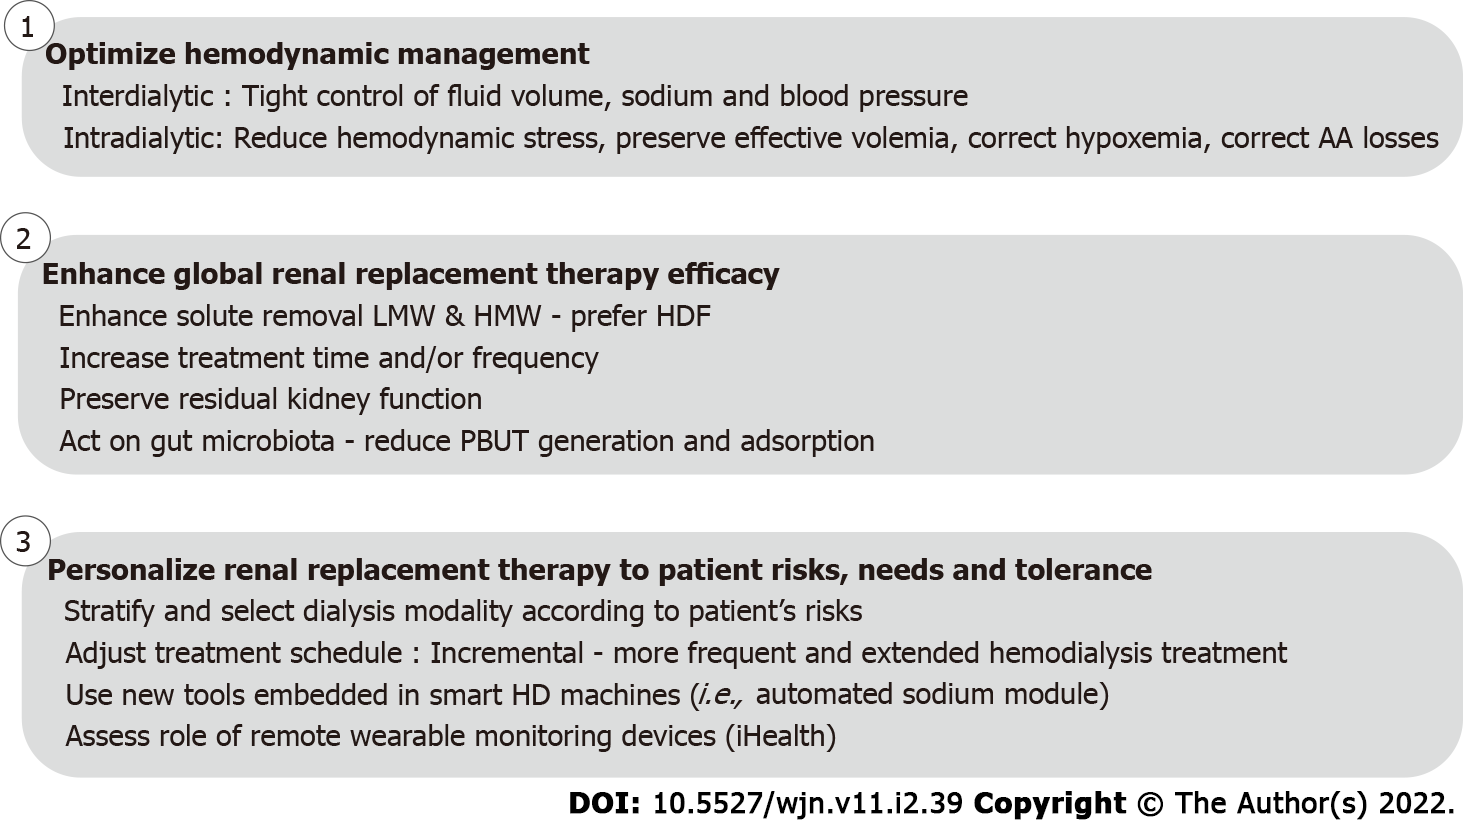 1
Optimize hemodynamic management
Interdialytic : Tight control of fluid volume, sodium and blood pressure
Intradialytic: Reduce hemodynamic stress, preserve effective volemia, correct hypoxemia, correct AA losses
2
Enhance global renal replacement therapy efficacy
Enhance solute removal LMW & HMW - prefer HDF
Increase treatment time and/or frequency
Preserve residual kidney function
Act on gut microbiota - reduce PBUT generation and adsorption
3
Personalize renal replacement therapy to patient risks, needs and tolerance
Stratify and select dialysis modality according to patient’s risks
Adjust treatment schedule : Incremental - more frequent and extended hemodialysis treatment
Use new tools embedded in smart HD machines (i.e., automated sodium module)
Assess role of remote wearable monitoring devices (iHealth)
DOI: 10.5527/wjn.v11.i2.39 Copyright © The Author(s) 2022.